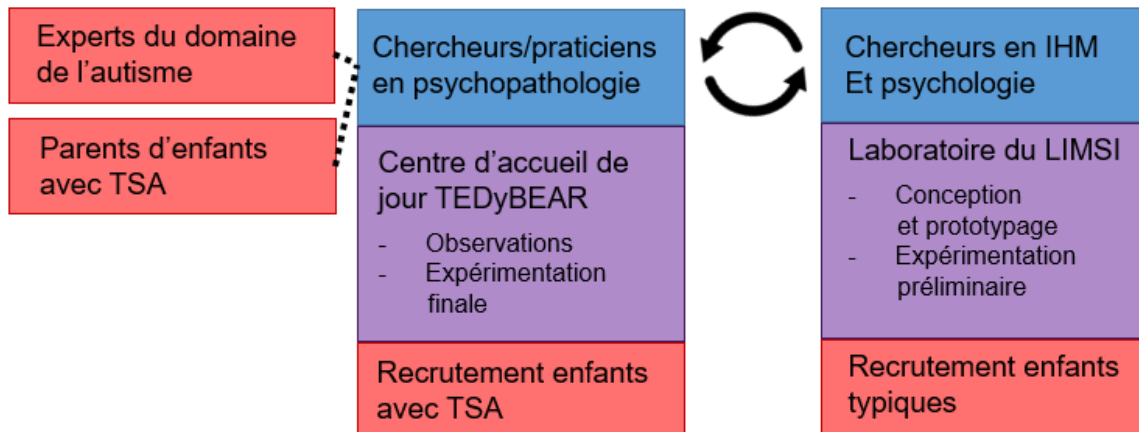 Experts du domaine
de l'autisme
Parents d'enfants
avec TSA
Chercheurs/praticiens
en psychopathologie
Centre d'accueil de
jour TEDyBEAR
- Observations
- Expérimentation
finale
Recrutement enfants
avec TSA
Chercheurs en IHM
Et psychologie
Laboratoire du LIMSI
- Conception
et prototypage
- Expérimentation
préliminaire
Recrutement enfants
typiques